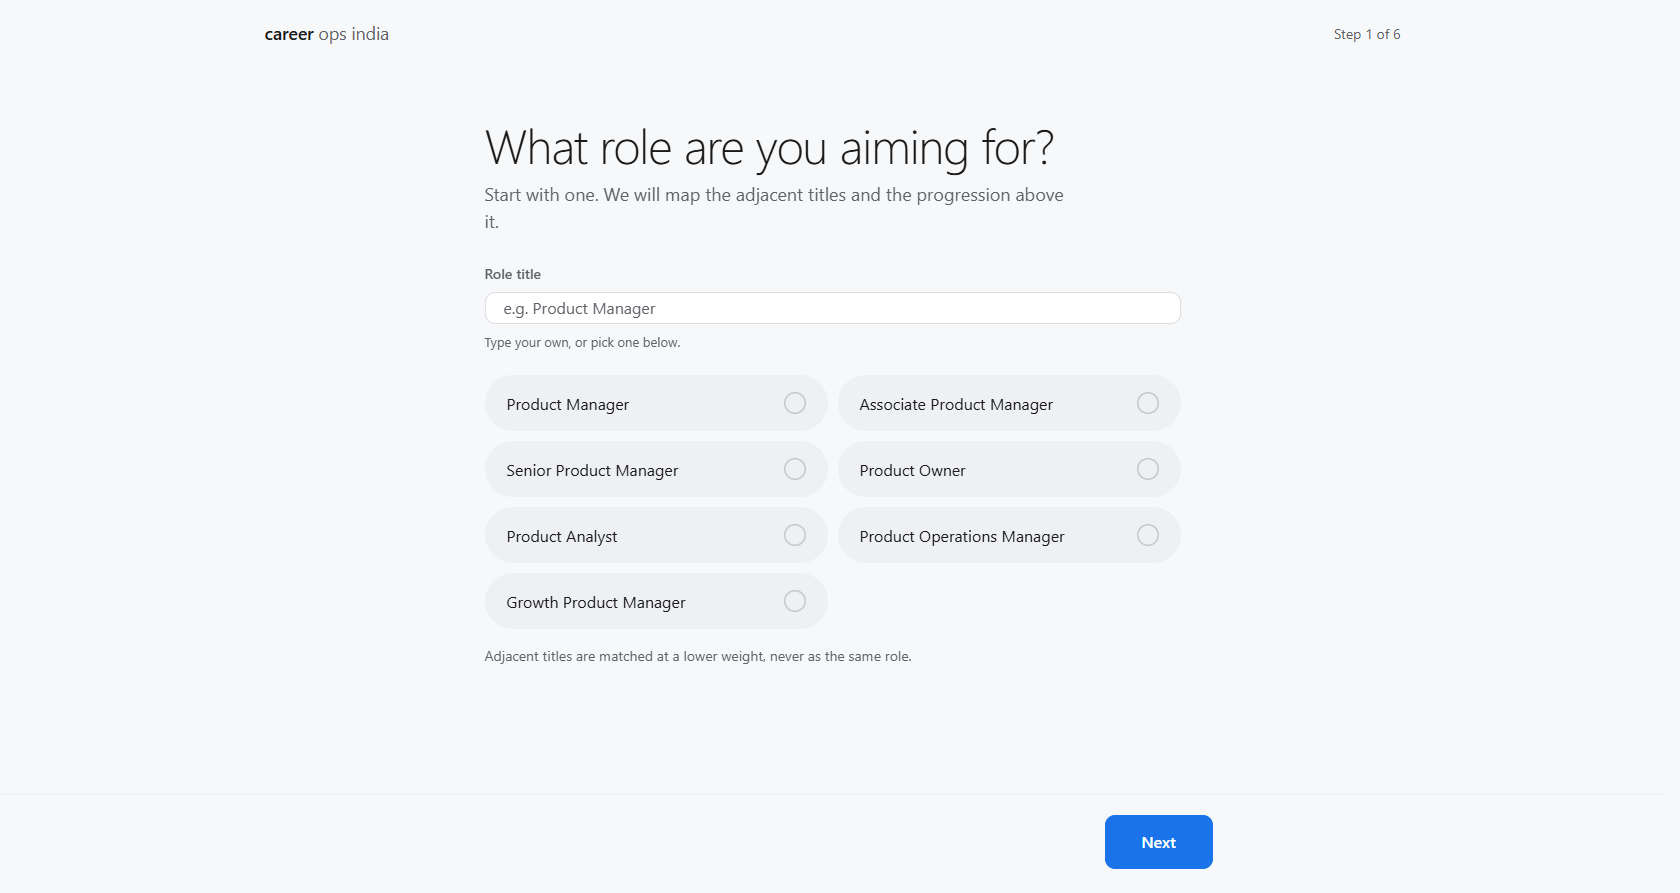 career ops india
Step 1 of 6
What role are you aiming for?
Start with one. We will map the adjacent titles and the progression above
it.
Role title
e.g. Product Manager
Type your own, or pick one below.
Product Manager
Associate Product Manager
Senior Product Manager
Product Owner
Product Analyst
Product Operations Manager
Growth Product Manager
Adjacent titles are matched at a lower weight, never as the same role.
Next